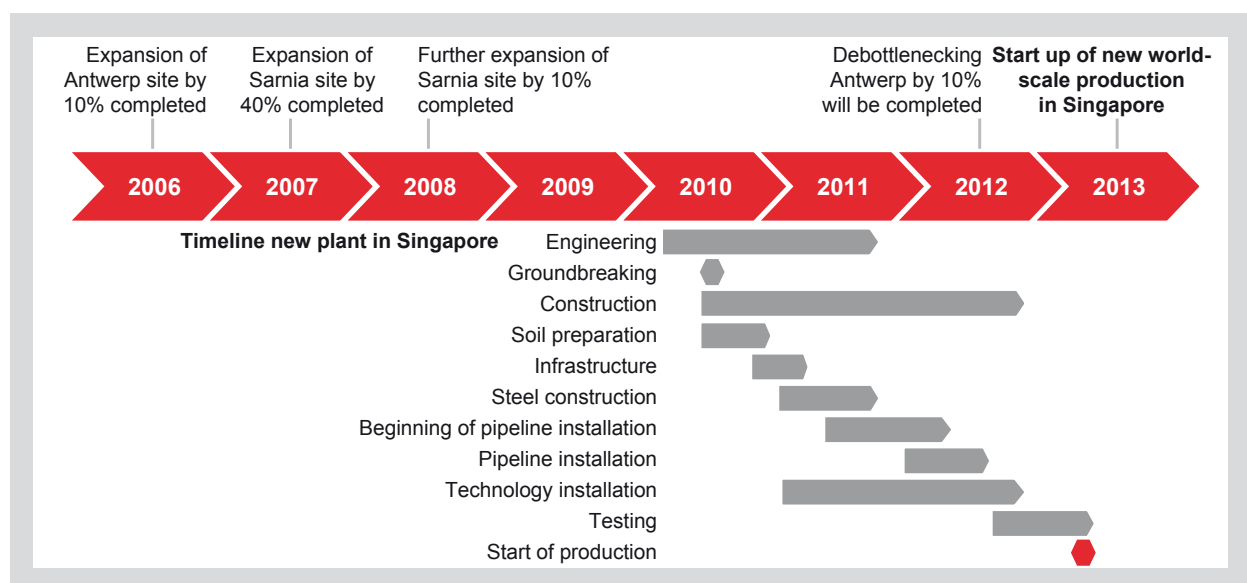 Expansion of
Antwerp site by
10% completed
Expansion of
Sarnia site by
40% completed
Further expansion of
Sarnia site by 10%
completed
Debottlenecking
Antwerp by 10%
will be completed
Start up of new world-
scale production
in Singapore
2006
2007
2008
2009
2010
2011
2012
2013
Timeline new plant in Singapore
Engineering
Groundbreaking
Construction
Soil preparation
Infrastructure
Steel construction
Beginning of pipeline installation
Pipeline installation
Technology installation
Testing
Start of production